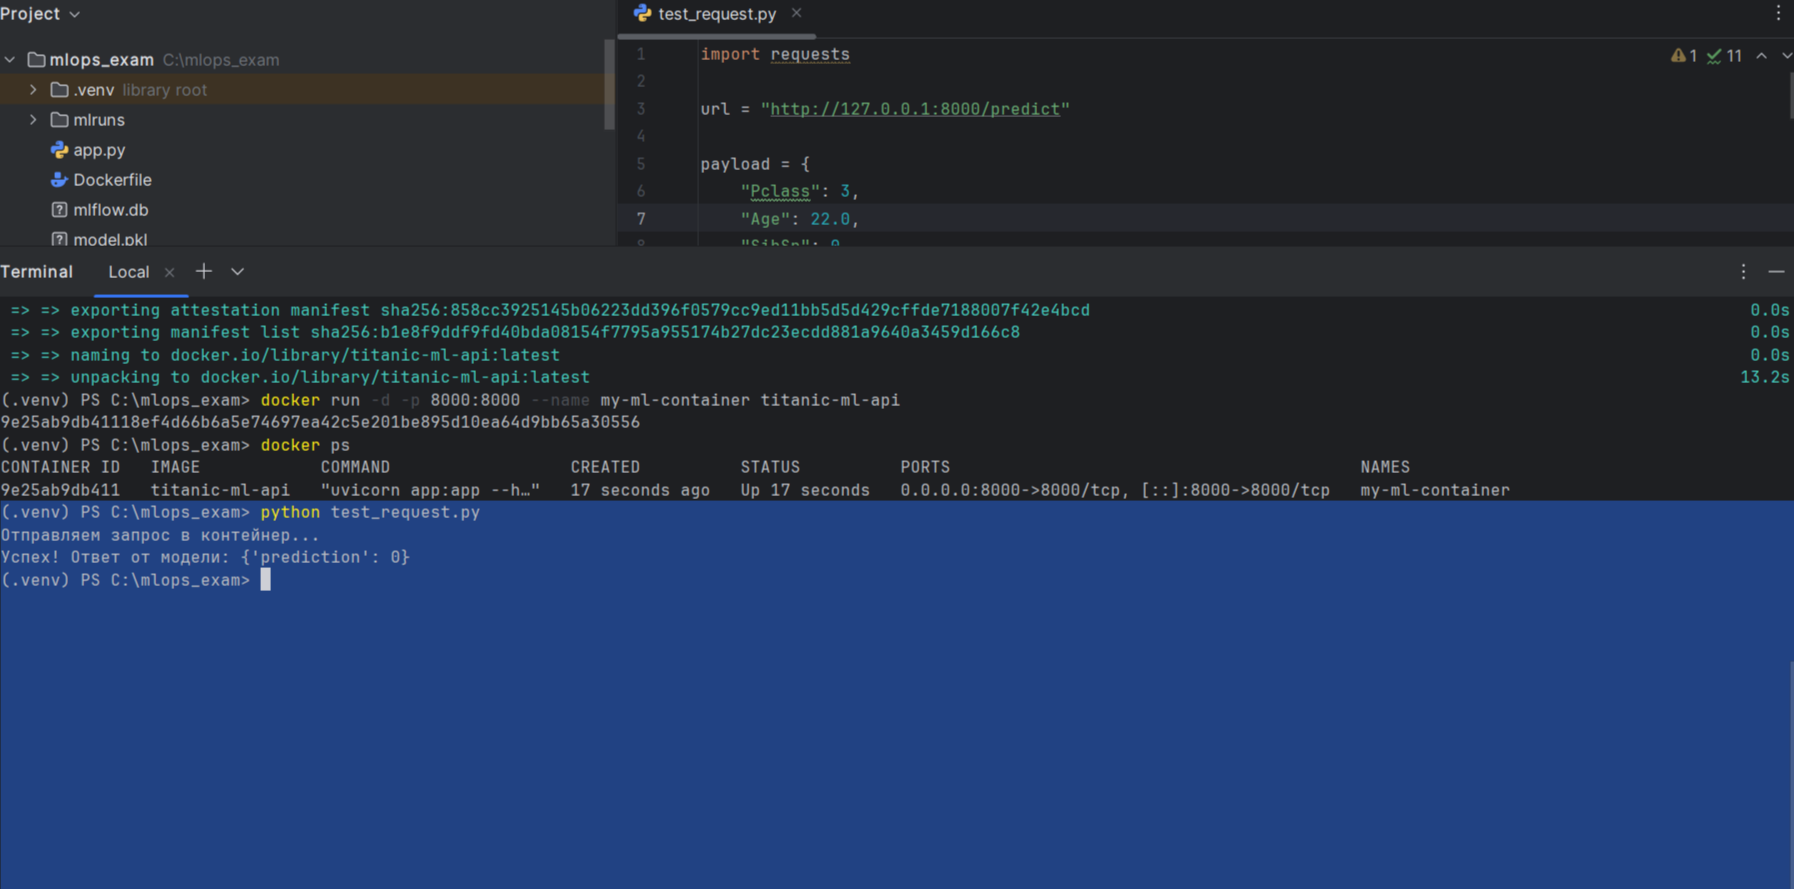 Project
mlops_exam C:\mlops_exam
.venv library root
mlruns
app.py
Dockerfile
mlflow.db
model.pkl
test_request.py
1 11
1 import requests
2
3 url = "http://127.0.0.1:8000/predict"
4
5 payload = {
6 "Pclass": 3,
7 "Age": 22.0,
8 "SibSp": 0
Terminal Local
=> => exporting attestation manifest sha256:858cc3925145b06223dd396f0579cc9ed11bb5d5d429cffde7188007f42e4bcd 0.0s
=> => exporting manifest list sha256:b1e8f9ddf9fd40bda08154f7795a955174b27dc23ecdd881a9640a3459d166c8 0.0s
=> => naming to docker.io/library/titanic-ml-api:latest 0.0s
=> => unpacking to docker.io/library/titanic-ml-api:latest 13.2s
(.venv) PS C:\mlops_exam> docker run -d -p 8000:8000 --name my-ml-container titanic-ml-api
9e25ab9db41118ef4d66b6a5e74697ea42c5e201be895d10ea64d9bb65a30556
(.venv) PS C:\mlops_exam> docker ps
CONTAINER ID IMAGE COMMAND CREATED STATUS PORTS NAMES
9e25ab9db411 titanic-ml-api "uvicorn app:app --h…" 17 seconds ago Up 17 seconds 0.0.0.0:8000->8000/tcp, [::]:8000->8000/tcp my-ml-container
(.venv) PS C:\mlops_exam> python test_request.py
Отправляем запрос в контейнер...
Успех! Ответ от модели: {'prediction': 0}
(.venv) PS C:\mlops_exam>